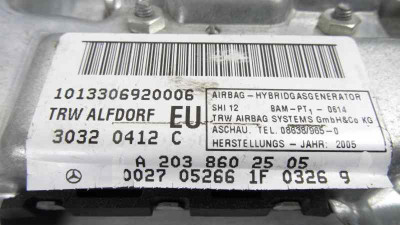 1013306920006
TRW ALFDORF EU
3032 0412 C
AIRBAG-HYBRIDGASGENERATOR
SHI 12 BAM-PT1-0614
TRW AIRBAG SYSTEMS GmbH&Co KG
ASCHAU. TEL. 08638/965-0
HERSTELLUNGS-JAHR: 2005
A 203 860 25 05
0027 05266 1F 0326 9